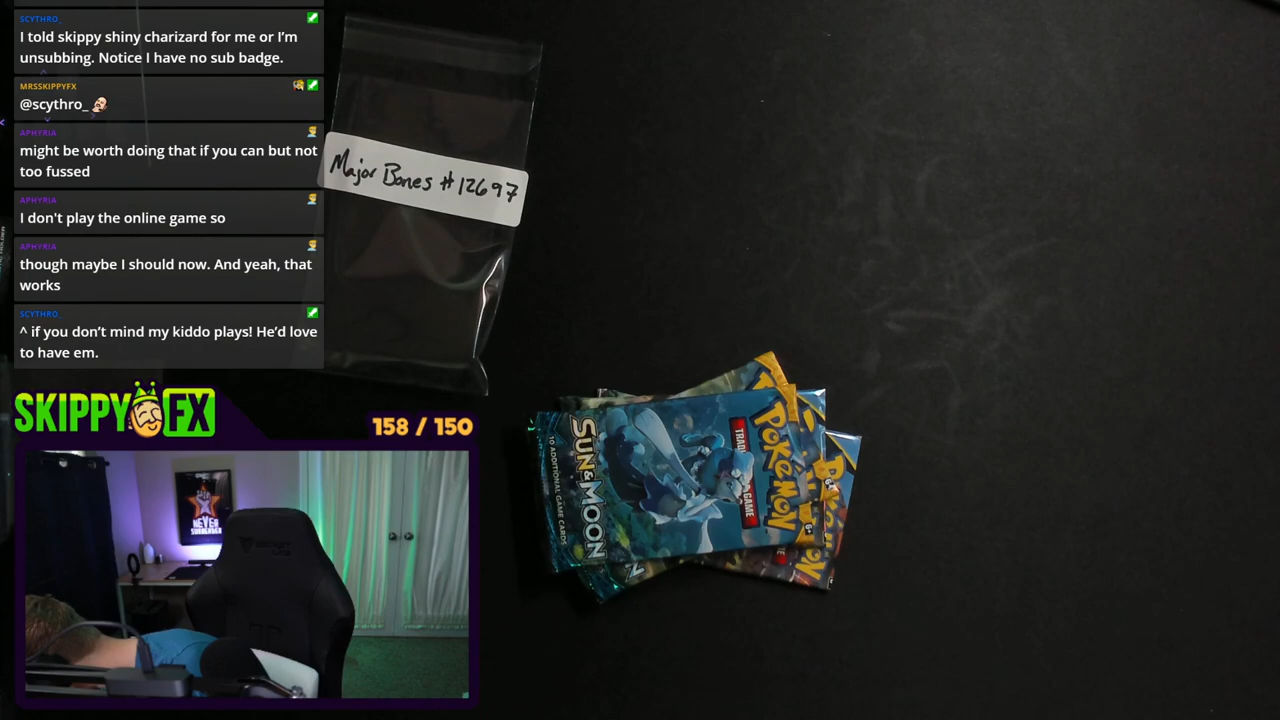 SCYTHRO_
I told skippy shiny charizard for me or I'm
unsubbing. Notice I have no sub badge.
MRSSKIPPYFX
@scythro_
APHYRIA
might be worth doing that if you can but not
too fussed
APHYRIA
I don't play the online game so
APHYRIA
though maybe I should now. And yeah, that
works
SCYTHRO_
^ if you don't mind my kiddo plays! He'd love
to have em.
Major Bones #12697
SKIPPY FX
158 / 150
NEVER
SURRENDER
SUN & MOON
10 ADDITIONAL GAME CARDS
POKÉMON
GAME
6+